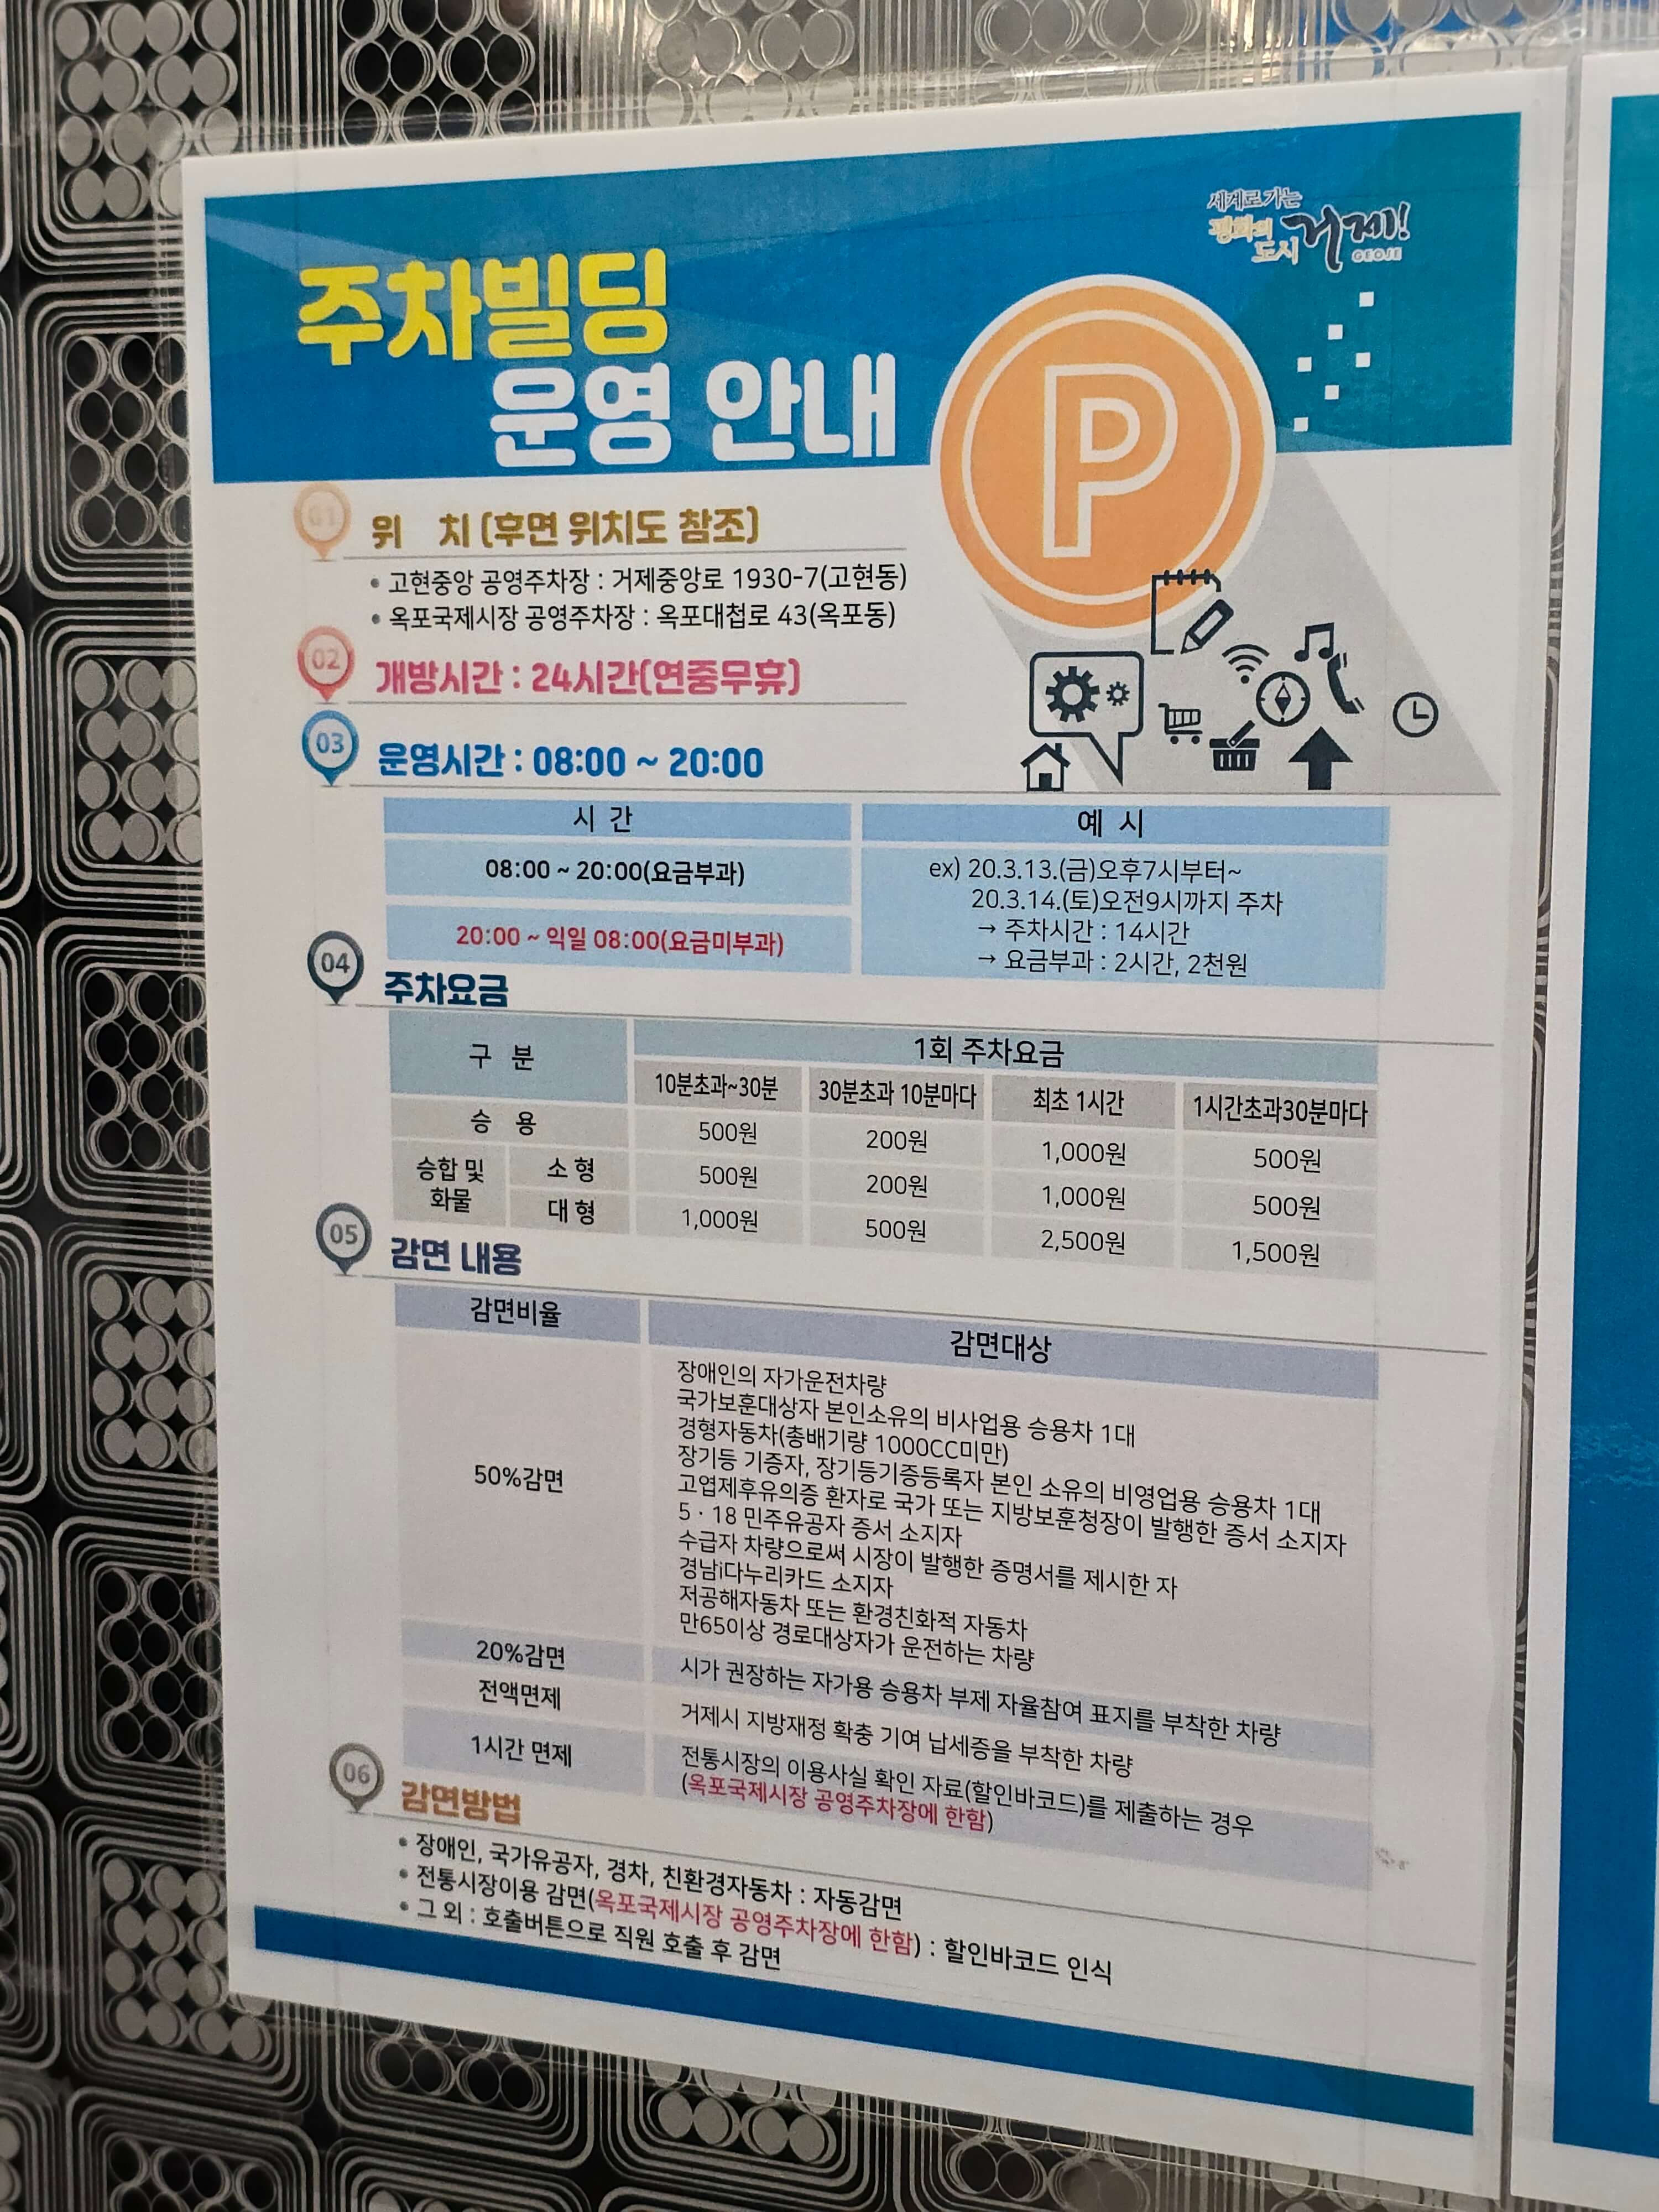 세계로 가는
평화의
도시
거제!
GEOJE
주차빌딩
운영 안내
P
01
위 치 (후면 위치도 참조)
• 고현중앙 공영주차장 : 거제중앙로 1930-7(고현동)
• 옥포국제시장 공영주차장 : 옥포대첩로 43(옥포동)
02
개방시간 : 24시간(연중무휴)
03
운영시간 : 08:00 ~ 20:00
시 간
예 시
08:00 ~ 20:00(요금부과)
20:00 ~ 익일 08:00(요금미부과)
ex) 20.3.13.(금)오후7시부터~
20.3.14.(토)오전9시까지 주차
→ 주차시간 : 14시간
→ 요금부과 : 2시간, 2천원
04
주차요금
구 분
1회 주차요금
10분초과~30분 30분초과 10분마다 최초 1시간 1시간초과30분마다
승 용 500원 200원 1,000원 500원
승합 및
화물
소 형 500원 200원 1,000원 500원
대 형 1,000원 500원 2,500원 1,500원
05
감면 내용
감면비율 감면대상
50%감면
장애인의 자가운전차량
국가보훈대상자 본인소유의 비사업용 승용차 1대
경형자동차(총배기량 1000CC미만)
장기등 기증자, 장기등기증등록자 본인 소유의 비영업용 승용차 1대
고엽제후유의증 환자로 국가 또는 지방보훈청장이 발행한 증서 소지자
5 · 18 민주유공자 증서 소지자
수급자 차량으로써 시장이 발행한 증명서를 제시한 자
경남i다누리카드 소지자
저공해자동차 또는 환경친화적 자동차
만65이상 경로대상자가 운전하는 차량
20%감면 시가 권장하는 자가용 승용차 부제 자율참여 표지를 부착한 차량
전액면제 거제시 지방재정 확충 기여 납세증을 부착한 차량
1시간 면제
전통시장의 이용사실 확인 자료(할인바코드)를 제출하는 경우
(옥포국제시장 공영주차장에 한함)
06
감면방법
• 장애인, 국가유공자, 경차, 친환경자동차 : 자동감면
• 전통시장이용 감면(옥포국제시장 공영주차장에 한함) : 할인바코드 인식
• 그 외 : 호출버튼으로 직원 호출 후 감면